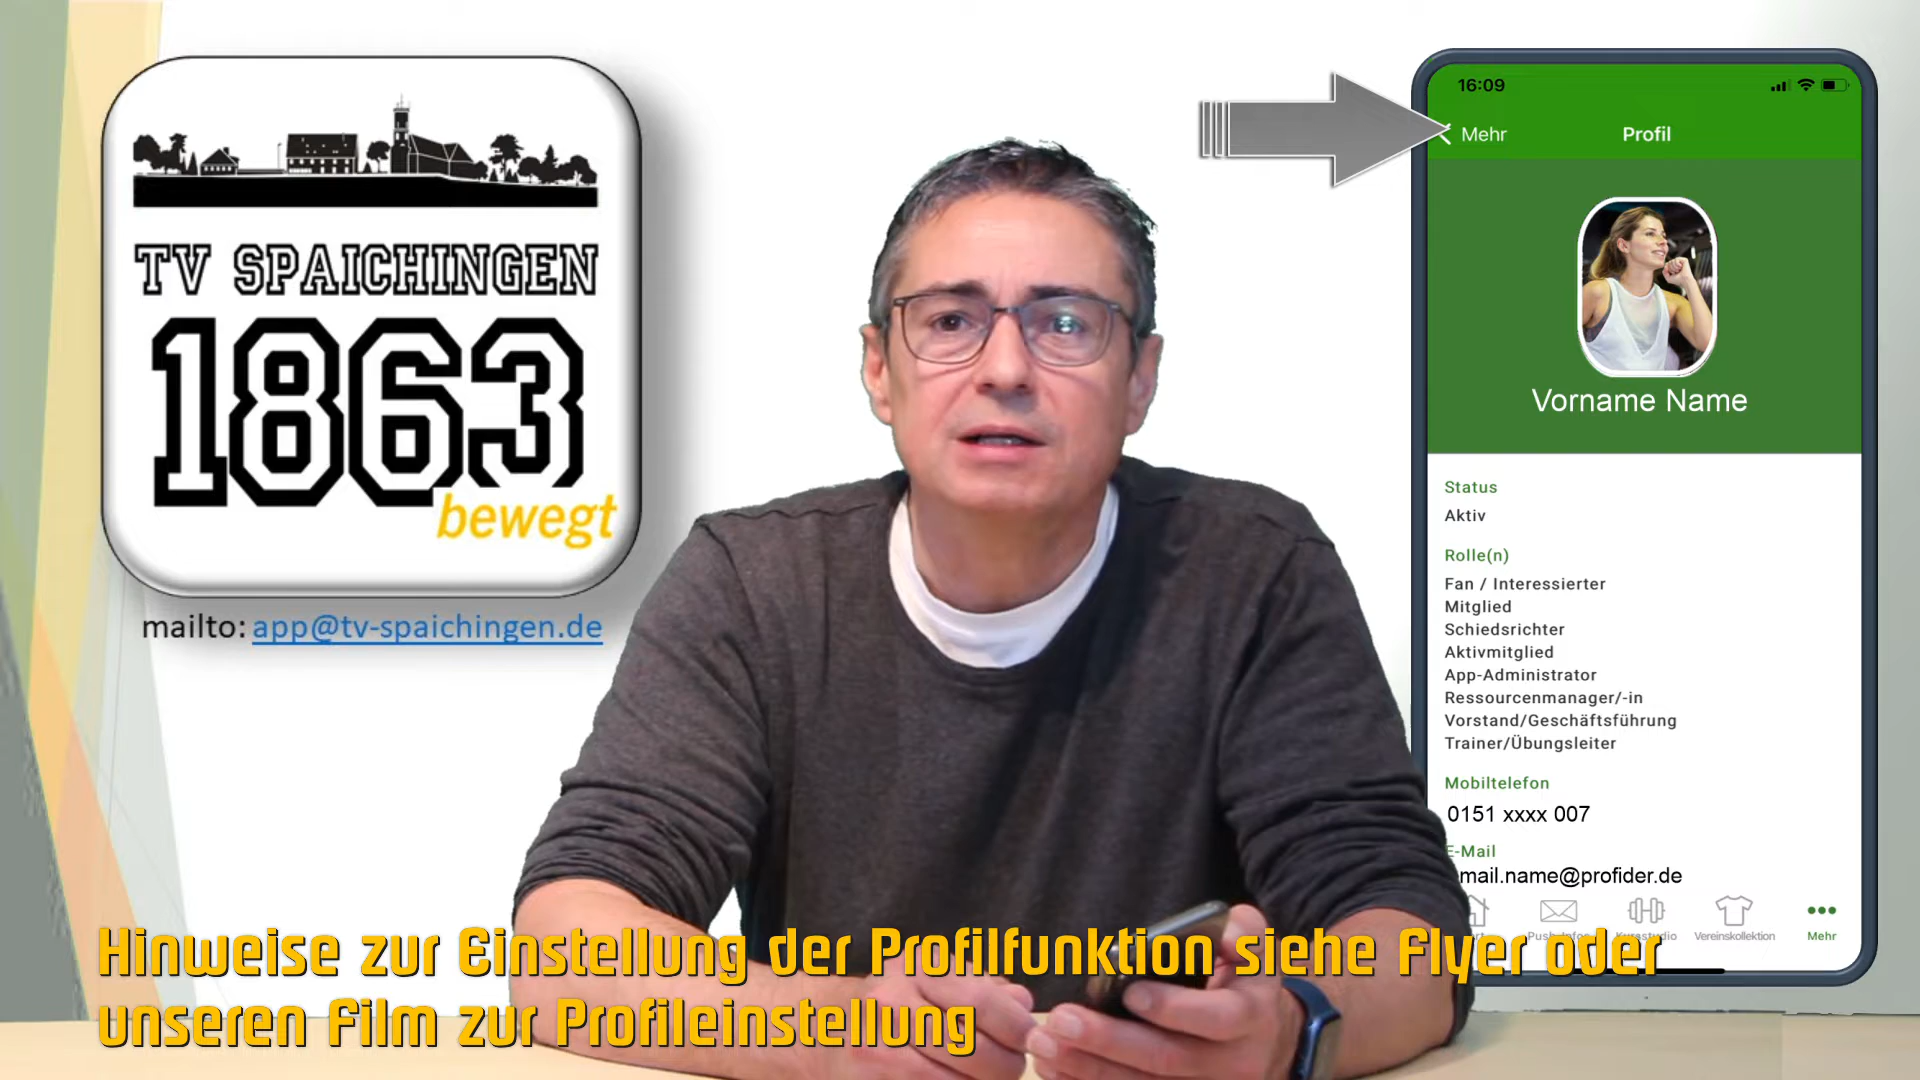 TV SPAICHINGEN
1863
bewegt
mailto: app@tv-spaichingen.de
16:09
Mehr
Profil
Vorname Name
Status
Aktiv
Rolle(n)
Fan / Interessierter
Mitglied
Schiedsrichter
Aktivmitglied
App-Administrator
Ressourcenmanager/-in
Vorstand/Geschäftsführung
Trainer/Übungsleiter
Mobiltelefon
0151 xxxx 007
E-Mail
mail.name@profider.de
Vereinskollektion
Mehr
Hinweise zur Einstellung der Profilfunktion siehe Flyer oder
unseren Film zur Profileinstellung